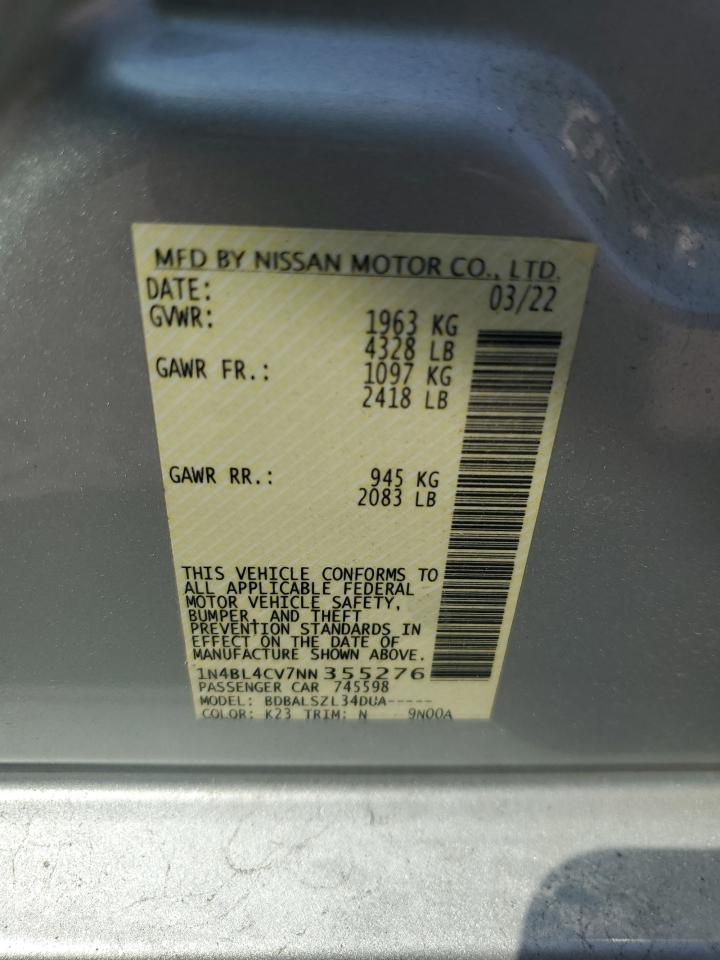 MFD BY NISSAN MOTOR CO., LTD.
DATE: 03/22
GVWR: 1963 KG
4328 LB
GAWR FR.: 1097 KG
2418 LB
GAWR RR.: 945 KG
2083 LB
THIS VEHICLE CONFORMS TO
ALL APPLICABLE FEDERAL
MOTOR VEHICLE SAFETY,
BUMPER, AND THEFT
PREVENTION STANDARDS IN
EFFECT ON THE DATE OF
MANUFACTURE SHOWN ABOVE.
1N4BL4CV7NN355276
PASSENGER CAR 745598
MODEL: BDBALSZL34DUA-----
COLOR: K23 TRIM: N 9N00A